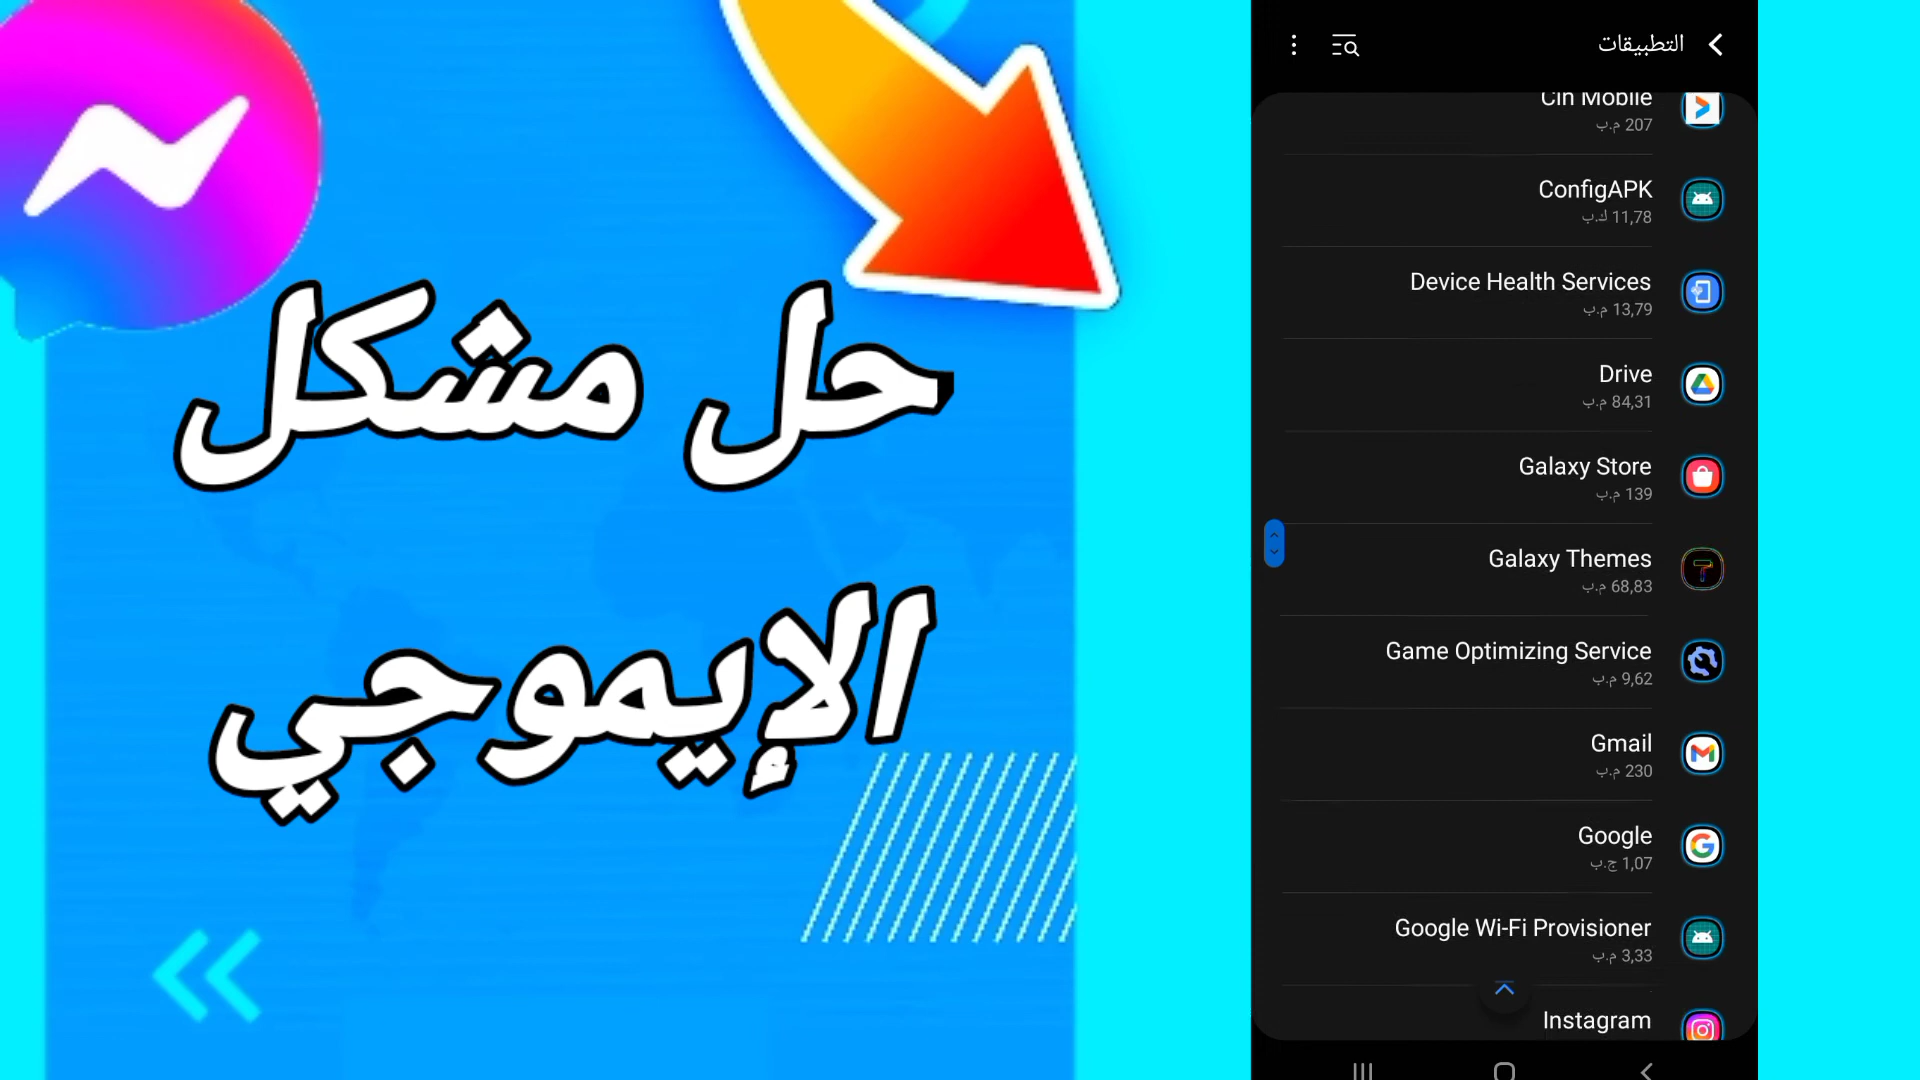 حل مشكل
الإيموجي
التطبيقات
Cih Mobile
207 م.ب
ConfigAPK
11,78 ك.ب
Device Health Services
13,79 م.ب
Drive
84,31 م.ب
Galaxy Store
139 م.ب
Galaxy Themes
68,83 م.ب
Game Optimizing Service
9,62 م.ب
Gmail
230 م.ب
Google
1,07 ج.ب
Google Wi-Fi Provisioner
3,33 م.ب
Instagram